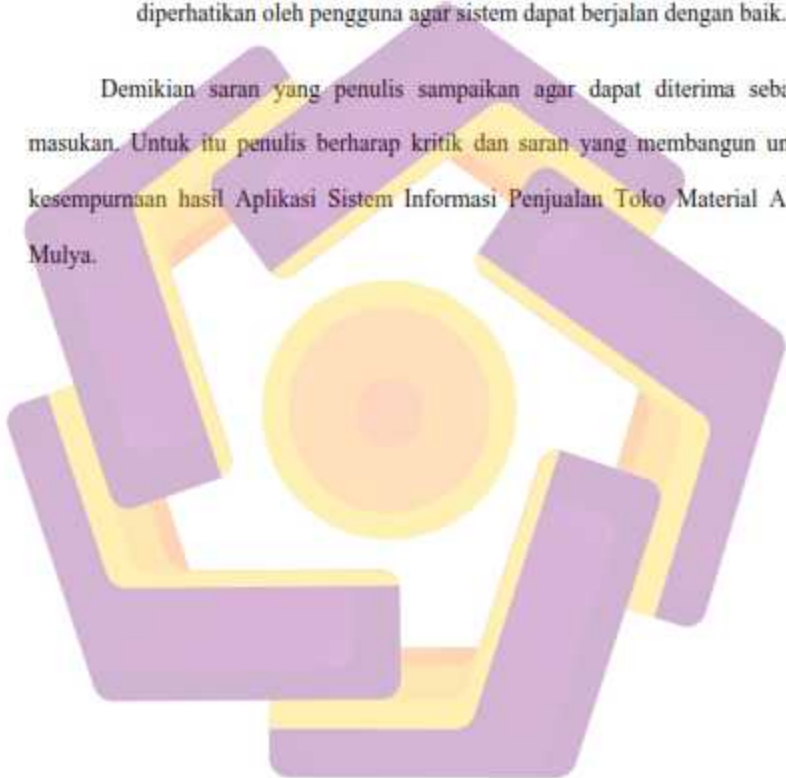 diperhatikan oleh pengguna agar sistem dapat berjalan dengan baik.
Demikian saran yang penulis sampaikan agar dapat diterima seba
masukan. Untuk itu penulis berharap kritik dan saran yang membangun un
kesempurnaan hasil Aplikasi Sistem Informasi Penjualan Toko Material A
Mulya.